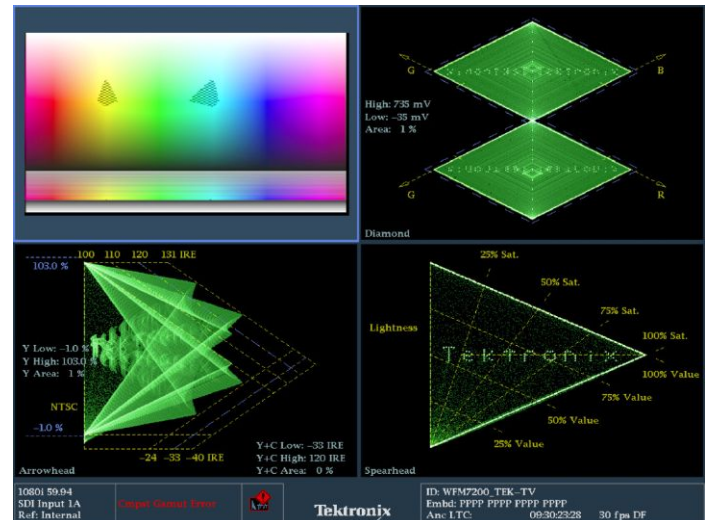 G
B
High: 735 mV
Low: -35 mV
Area: 1 %
G
R
Diamond
100 110 120 131 IRE
103.0 %
Y Low: -1.0 %
Y High: 103.0 %
Y Area: 1 %
NTSC
-1.0 %
-24 -33 -40 IRE
Y+C Low: -33 IRE
Y+C High: 120 IRE
Y+C Area: 0 %
Arrowhead
25% Sat.
50% Sat.
75% Sat.
Lightness
100% Sat.
Tektronix
100% Value
75% Value
50% Value
25% Value
Spearhead
1080i 59.94
SDI Input 1A
Ref: Internal
Cmpst Gamut Error
Tektronix
ID: WFM7200_TEK-TV
Embd: PPPP PPPP PPPP PPPP
Anc LTC: 09:30:23:28 30 fps DF